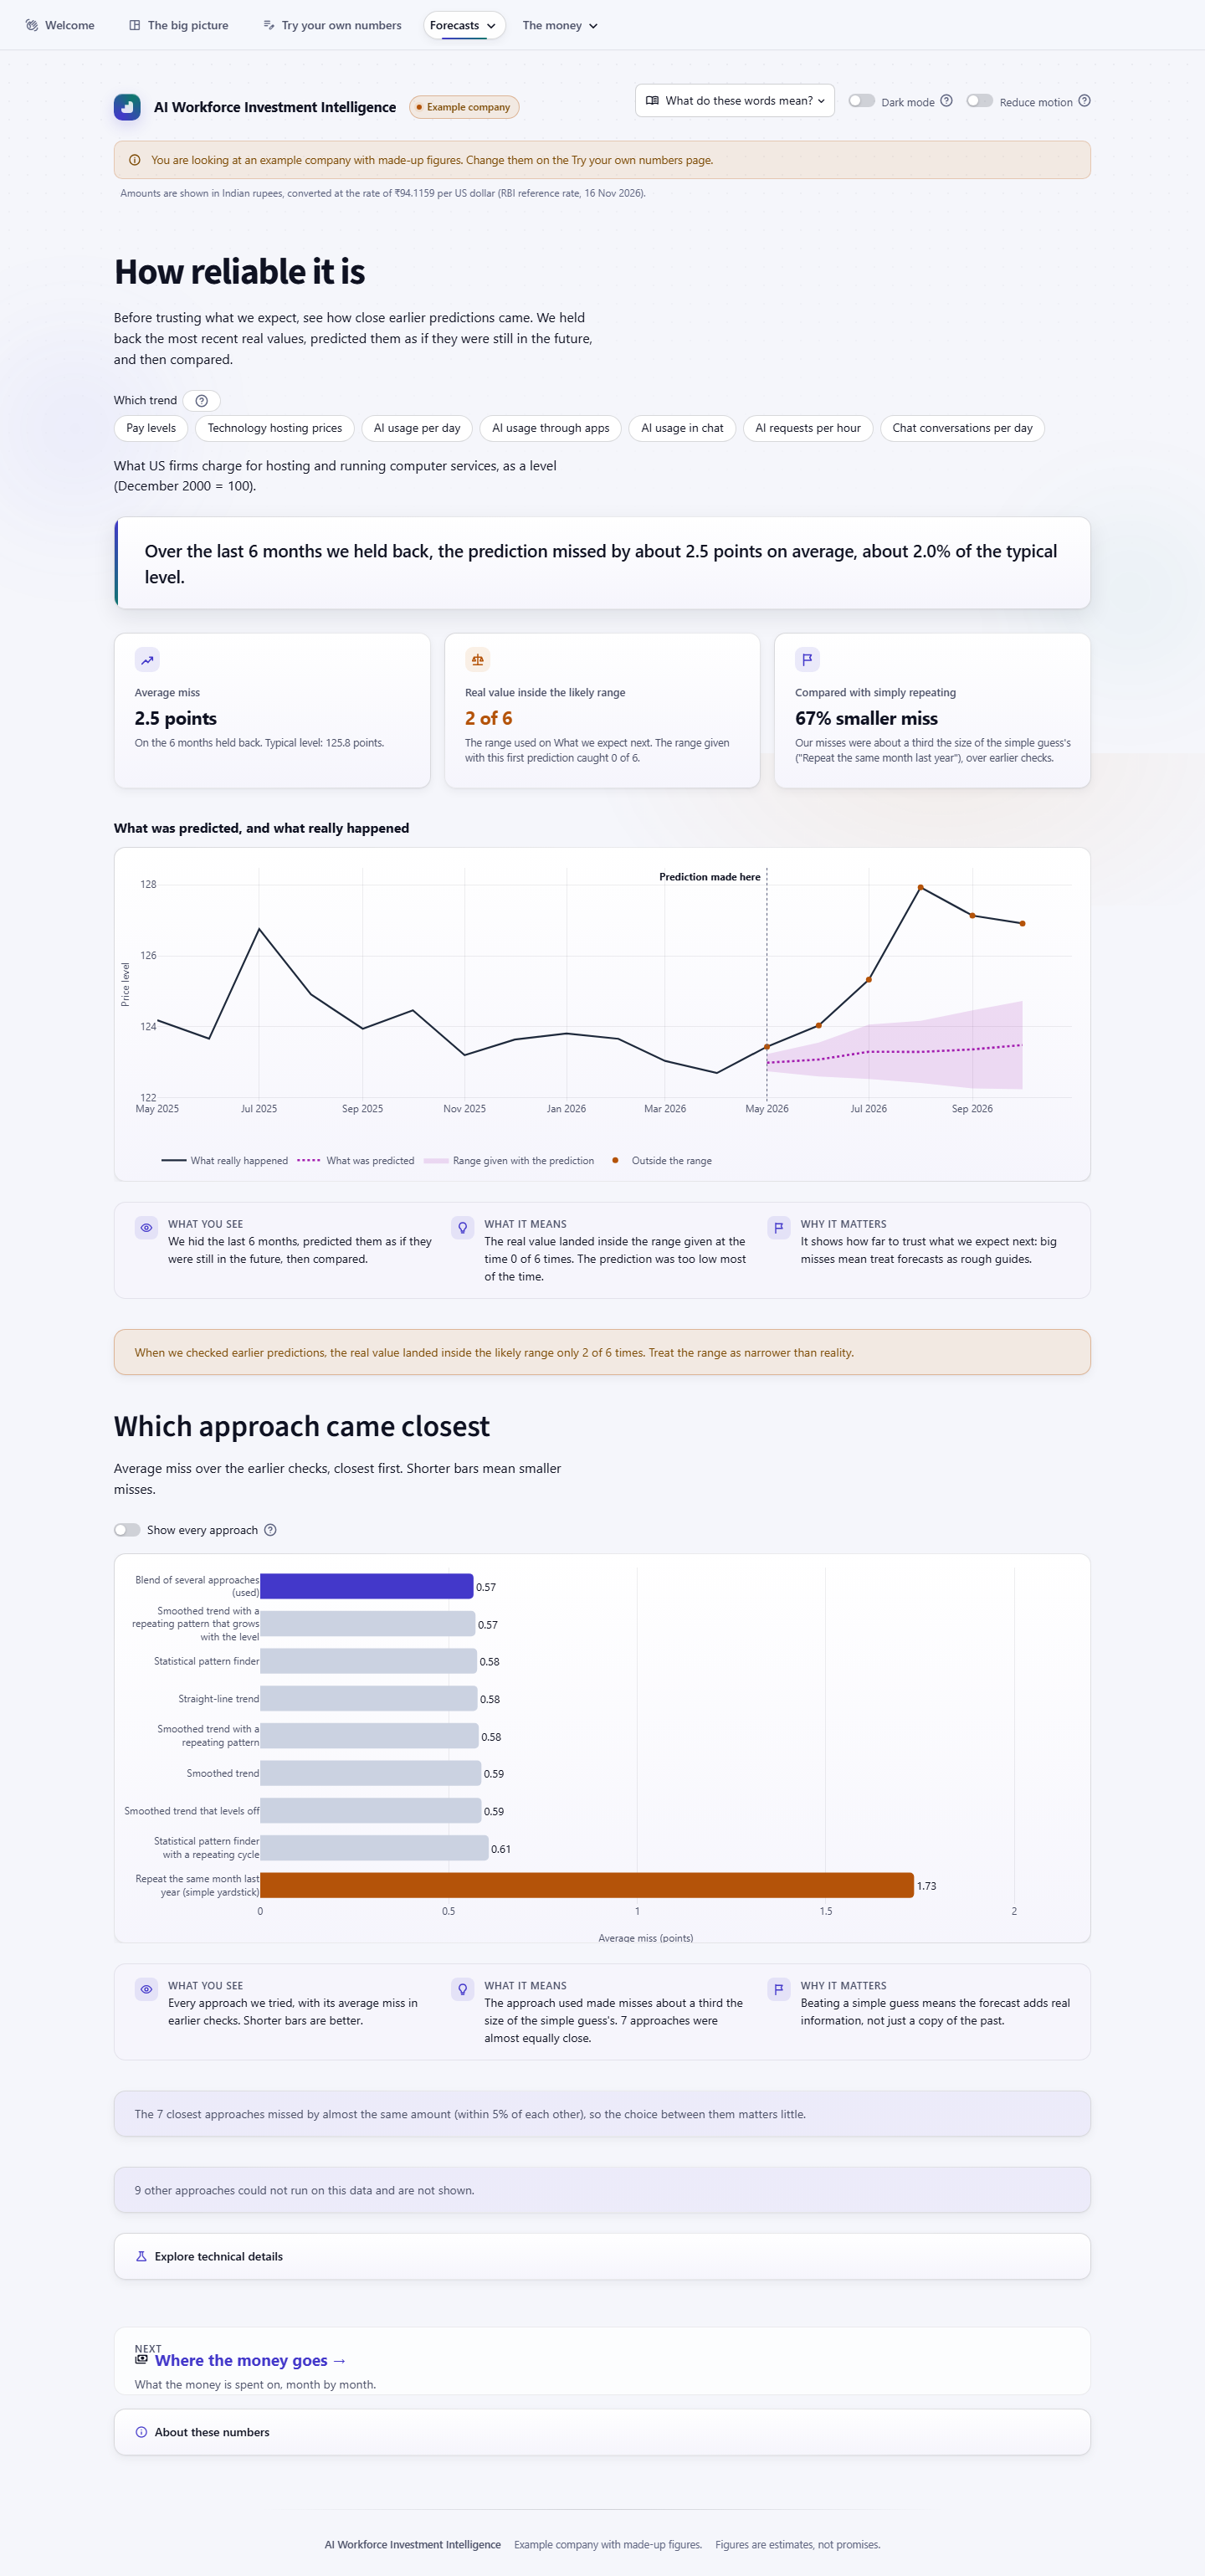 Welcome
The big picture
Try your own numbers
Forecasts
The money
AI Workforce Investment Intelligence
Example company
What do these words mean?
Dark mode
Reduce motion
You are looking at an example company with made-up figures. Change them on the Try your own numbers page.
Amounts are shown in Indian rupees, converted at the rate of ₹94.1159 per US dollar (RBI reference rate, 16 Nov 2026).
How reliable it is
Before trusting what we expect, see how close earlier predictions came. We held
back the most recent real values, predicted them as if they were still in the future,
and then compared.
Which trend
Pay levels
Technology hosting prices
AI usage per day
AI usage through apps
AI usage in chat
AI requests per hour
Chat conversations per day
What US firms charge for hosting and running computer services, as a level
(December 2000 = 100).
Over the last 6 months we held back, the prediction missed by about 2.5 points on average, about 2.0% of the typical
level.
Average miss
2.5 points
On the 6 months held back. Typical level: 125.8 points.
Real value inside the likely range
2 of 6
The range used on What we expect next. The range given
with this first prediction caught 0 of 6.
Compared with simply repeating
67% smaller miss
Our misses were about a third the size of the simple guess's
("Repeat the same month last year"), over earlier checks.
What was predicted, and what really happened
Prediction made here
128
126
124
122
Price level
May 2025
Jul 2025
Sep 2025
Nov 2025
Jan 2026
Mar 2026
May 2026
Jul 2026
Sep 2026
What really happened
What was predicted
Range given with the prediction
Outside the range
WHAT YOU SEE
We hid the last 6 months, predicted them as if they
were still in the future, then compared.
WHAT IT MEANS
The real value landed inside the range given at the
time 0 of 6 times. The prediction was too low most
of the time.
WHY IT MATTERS
It shows how far to trust what we expect next: big
misses mean treat forecasts as rough guides.
When we checked earlier predictions, the real value landed inside the likely range only 2 of 6 times. Treat the range as narrower than reality.
Which approach came closest
Average miss over the earlier checks, closest first. Shorter bars mean smaller
misses.
Show every approach
Blend of several approaches
(used)
0.57
Smoothed trend with a
repeating pattern that grows
with the level
0.57
Statistical pattern finder
0.58
Straight-line trend
0.58
Smoothed trend with a
repeating pattern
0.58
Smoothed trend
0.59
Smoothed trend that levels off
0.59
Statistical pattern finder
with a repeating cycle
0.61
Repeat the same month last
year (simple yardstick)
1.73
0
0.5
1
1.5
2
Average miss (points)
WHAT YOU SEE
Every approach we tried, with its average miss in
earlier checks. Shorter bars are better.
WHAT IT MEANS
The approach used made misses about a third the
size of the simple guess's. 7 approaches were
almost equally close.
WHY IT MATTERS
Beating a simple guess means the forecast adds real
information, not just a copy of the past.
The 7 closest approaches missed by almost the same amount (within 5% of each other), so the choice between them matters little.
9 other approaches could not run on this data and are not shown.
Explore technical details
NEXT
Where the money goes →
What the money is spent on, month by month.
About these numbers
AI Workforce Investment Intelligence
Example company with made-up figures.
Figures are estimates, not promises.